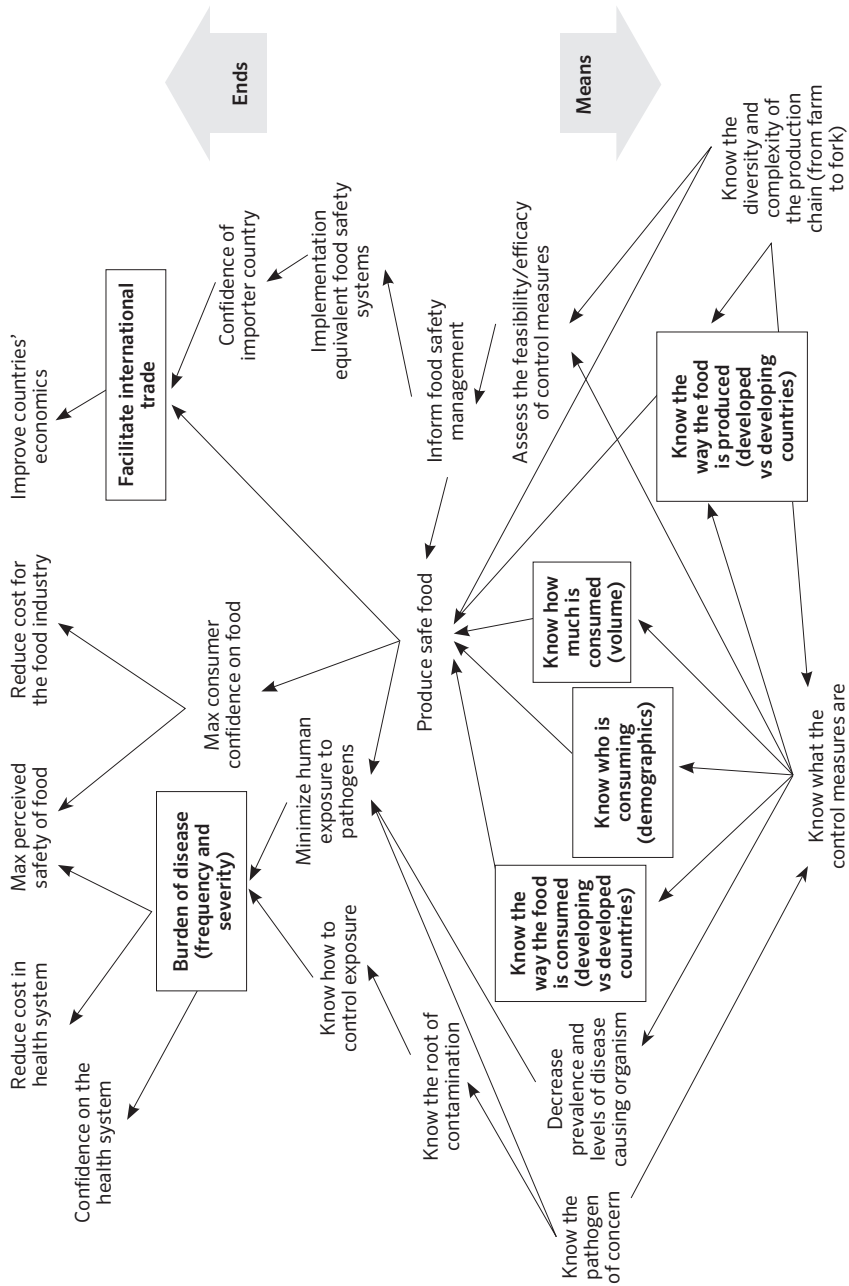 Confidence on the
health system
Reduce cost in
health system
Max perceived
safety of food
Reduce cost for
the food industry
Improve countries'
economics
Burden of disease
(frequency and
severity)
Facilitate international
trade
Ends
Know how to
control exposure
Minimize human
exposure to
pathogens
Max consumer
confidence on food
Confidence of
importer country
Know the root of
contamination
Implementation
equivalent food safety
systems
Produce safe food
Inform food safety
management
Know the
pathogen
of concern
Decrease
prevalence and
levels of disease
causing organism
Know the
way the food
is consumed
(developing
vs developed
countries)
Know who is
consuming
(demographics)
Know how
much is
consumed
(volume)
Assess the feasibility/efficacy
of control measures
Means
Know the
way the food
is produced
(developed
vs developing
countries)
Know the
diversity and
complexity of
the production
chain (from farm
to fork)
Know what the
control measures are